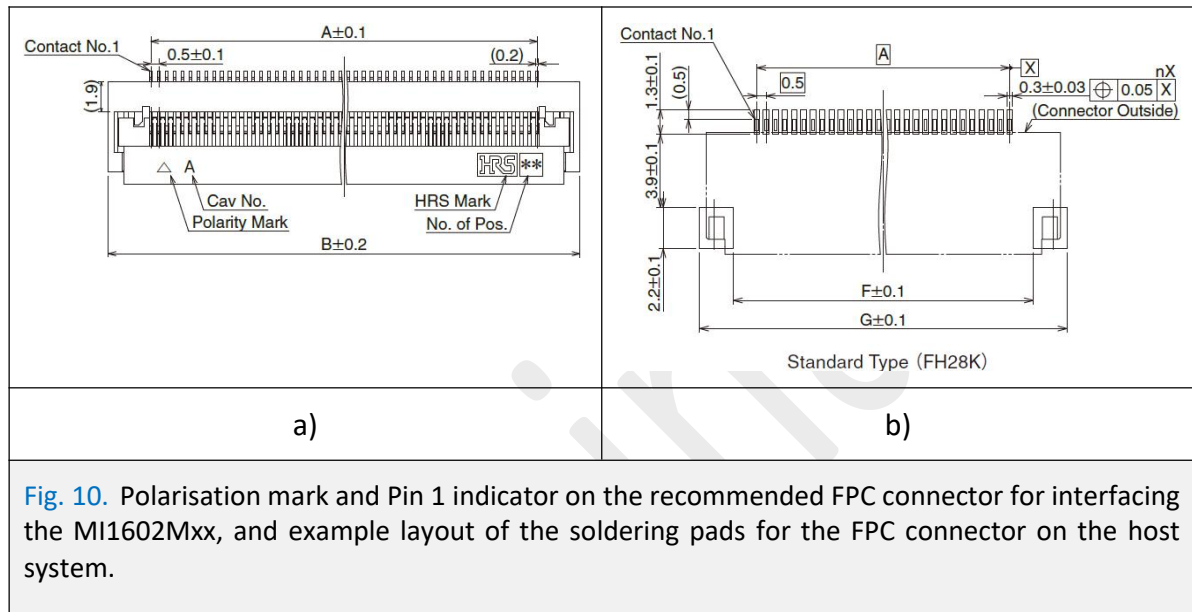 Contact No.1
A±0.1
0.5±0.1
(0.2)
(1.9)
△ A
HRS **
Cav No.
Polarity Mark
HRS Mark
No. of Pos.
B±0.2
Contact No.1
A
X
nX
0.5
0.3±0.03 ⌖ 0.05 X
(Connector Outside)
1.3±0.1
(0.5)
3.9±0.1
2.2±0.1
F±0.1
G±0.1
Standard Type (FH28K)
a)
b)
Fig. 10. Polarisation mark and Pin 1 indicator on the recommended FPC connector for interfacing
the MI1602Mxx, and example layout of the soldering pads for the FPC connector on the host
system.